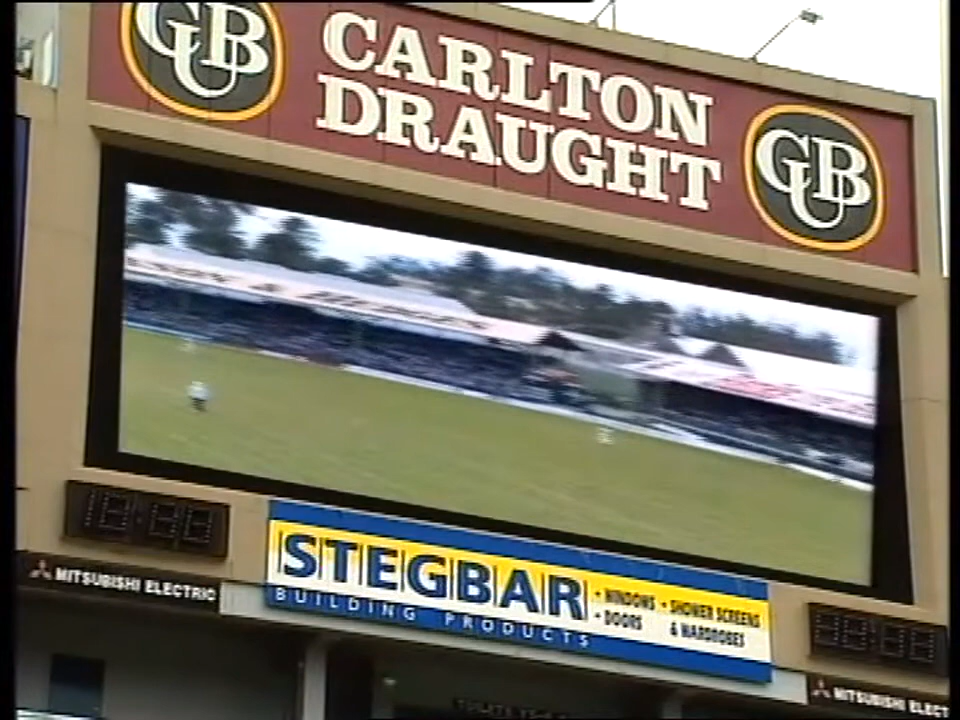 CUB
CARLTON
DRAUGHT
CUB
STEGBAR
BUILDING PRODUCTS
• WINDOWS • SHOWER SCREENS
• DOORS & WARDROBES
MITSUBISHI ELECTRIC
MITSUBISHI ELECT